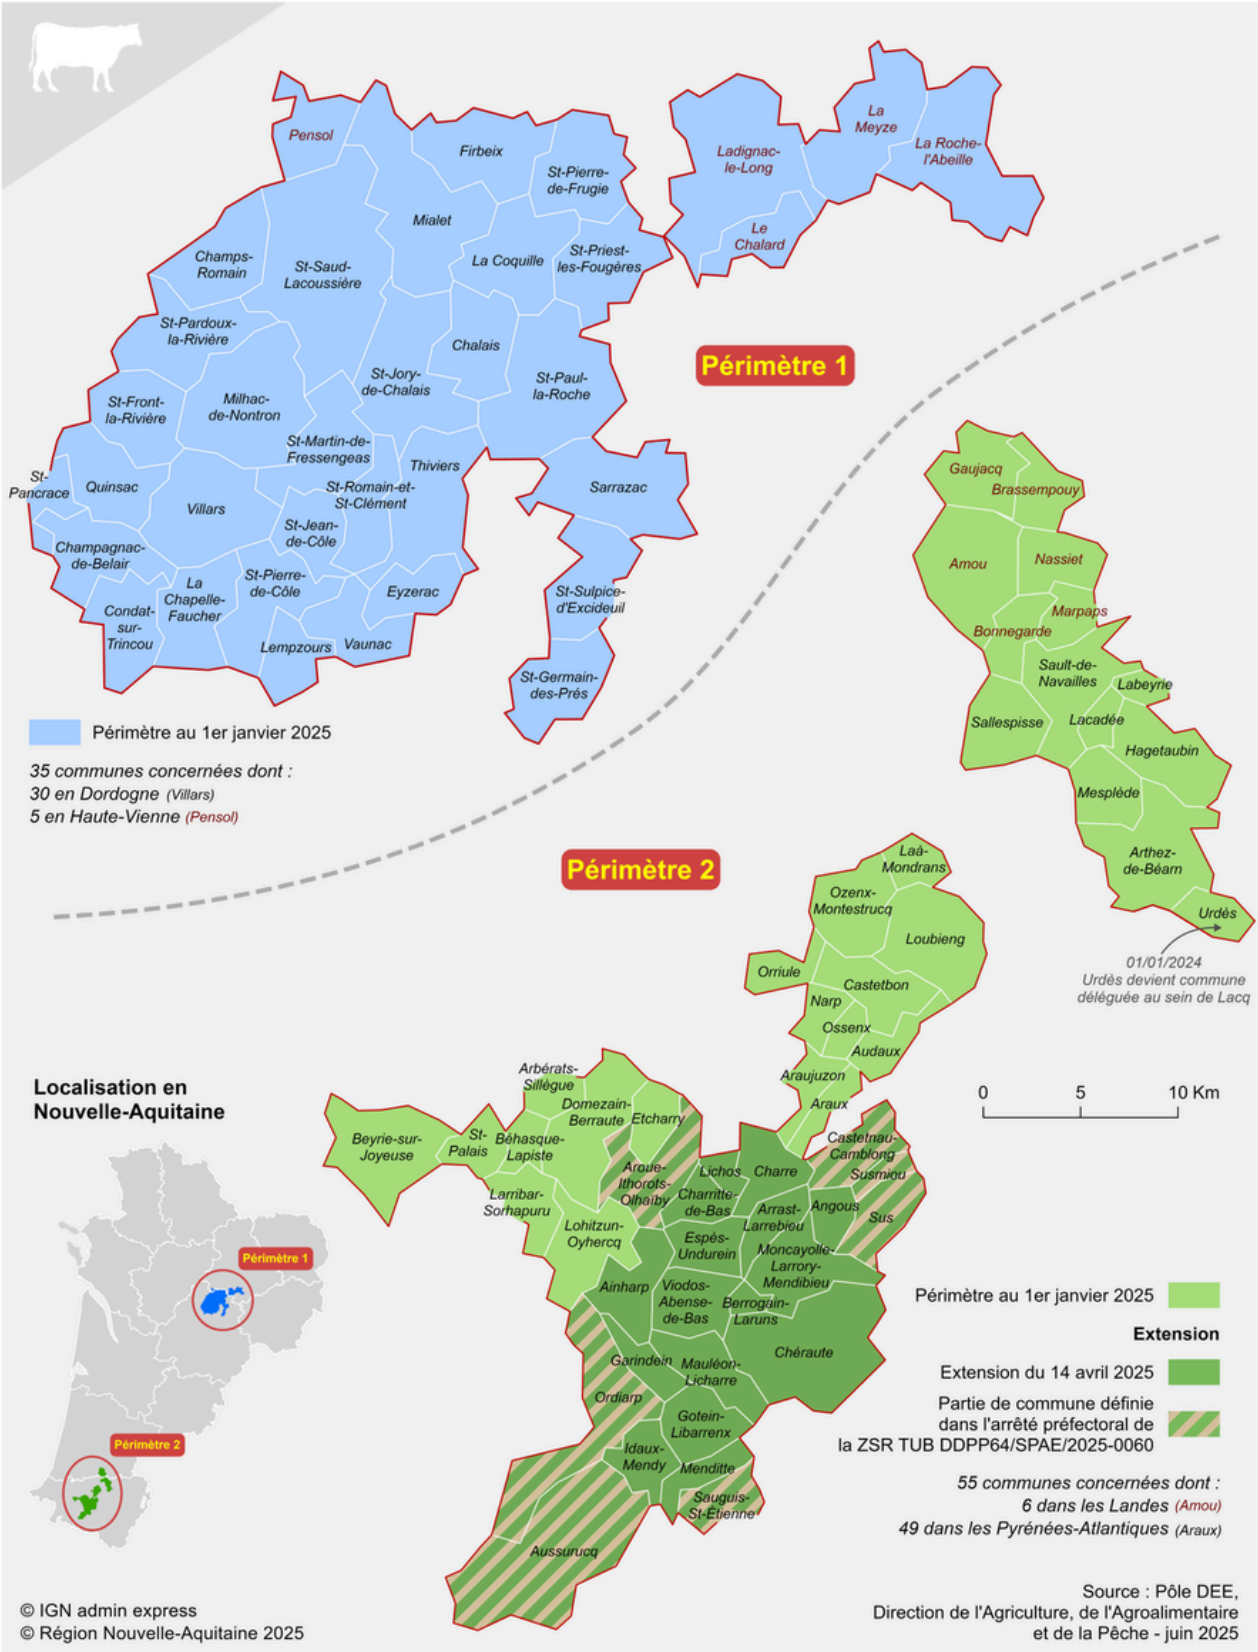 Pensol
Firbeix
St-Pierre-
de-Frugie
Mialet
Champs-
Romain
St-Saud-
Lacoussière
La Coquille
St-Priest-
les-Fougères
Ladignac-
le-Long
La
Meyze
La Roche-
l'Abeille
Le
Chalard
St-Pardoux-
la-Rivière
Chalais
St-Jory-
de-Chalais
St-Paul-
la-Roche
St-Front-
la-Rivière
Milhac-
de-Nontron
St-Martin-de-
Fressengeas
Thiviers
St-
Pancrace
Quinsac
Villars
St-Romain-et-
St-Clément
Sarrazac
St-Jean-
de-Côle
Champagnac-
de-Belair
La
Chapelle-
Faucher
St-Pierre-
de-Côle
Eyzerac
Condat-
sur-
Trincou
Lempzours
Vaunac
St-Sulpice-
d'Excideuil
St-Germain-
des-Prés
Périmètre 1
Périmètre au 1er janvier 2025
35 communes concernées dont :
30 en Dordogne (Villars)
5 en Haute-Vienne (Pensol)
Gaujacq
Brassempouy
Amou
Nassiet
Marpaps
Bonnegarde
Sault-de-
Navailles
Labeyrie
Sallespisse
Lacadée
Hagetaubin
Mesplède
Arthez-
de-Béarn
Urdès
01/01/2024
Urdès devient commune
déléguée au sein de Lacq
Périmètre 2
Laà-
Mondrans
Ozenx-
Montestrucq
Loubieng
Orriule
Castetbon
Narp
Ossenx
Audaux
Araujuzon
Araux
0 5 10 Km
Arbérats-
Sillègue
Domezain-
Berraute
Etcharry
Beyrie-sur-
Joyeuse
St-
Palais
Béhasque-
Lapiste
Larribar-
Sorhapuru
Lohitzun-
Oyhercq
Aroue-
Ithorots-
Olhaïby
Lichos
Charre
Castetnau-
Camblong
Susmiou
Charritte-
de-Bas
Arrast-
Larrebieu
Angous
Sus
Espès-
Undurein
Moncayolle-
Larrory-
Mendibieu
Ainharp
Viodos-
Abense-
de-Bas
Berrogain-
Laruns
Chéraute
Garindein
Mauléon-
Licharre
Ordiarp
Gotein-
Libarrenx
Idaux-
Mendy
Menditte
Sauguis-
St-Étienne
Aussurucq
Localisation en
Nouvelle-Aquitaine
Périmètre 1
Périmètre 2
Périmètre au 1er janvier 2025
Extension
Extension du 14 avril 2025
Partie de commune définie
dans l'arrêté préfectoral de
la ZSR TUB DDPP64/SPAE/2025-0060
55 communes concernées dont :
6 dans les Landes (Amou)
49 dans les Pyrénées-Atlantiques (Araux)
© IGN admin express
© Région Nouvelle-Aquitaine 2025
Source : Pôle DEE,
Direction de l'Agriculture, de l'Agroalimentaire
et de la Pêche - juin 2025